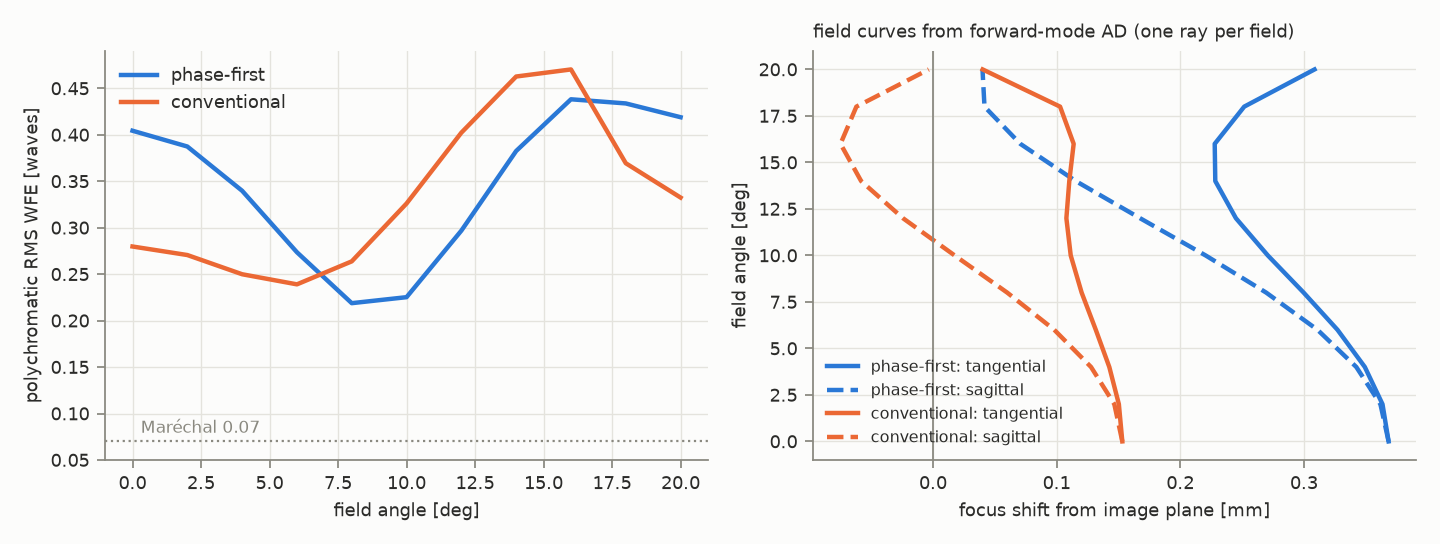 phase-first
conventional
polychromatic RMS WFE [waves]
0.45
0.40
0.35
0.30
0.25
0.20
0.15
0.10
0.05
Maréchal 0.07
0.0 2.5 5.0 7.5 10.0 12.5 15.0 17.5 20.0
field angle [deg]
field curves from forward-mode AD (one ray per field)
field angle [deg]
20.0
17.5
15.0
12.5
10.0
7.5
5.0
2.5
0.0
phase-first: tangential
phase-first: sagittal
conventional: tangential
conventional: sagittal
0.0 0.1 0.2 0.3
focus shift from image plane [mm]